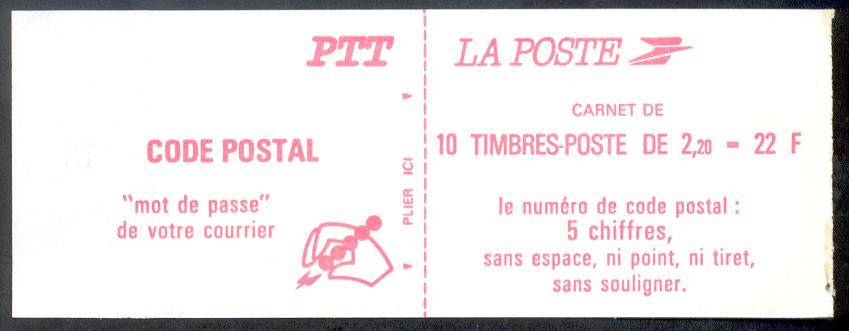 PTT
CODE POSTAL
"mot de passe"
de votre courrier
PLIER ICI
LA POSTE
CARNET DE
10 TIMBRES-POSTE DE 2,20 = 22 F
le numéro de code postal :
5 chiffres,
sans espace, ni point, ni tiret,
sans souligner.